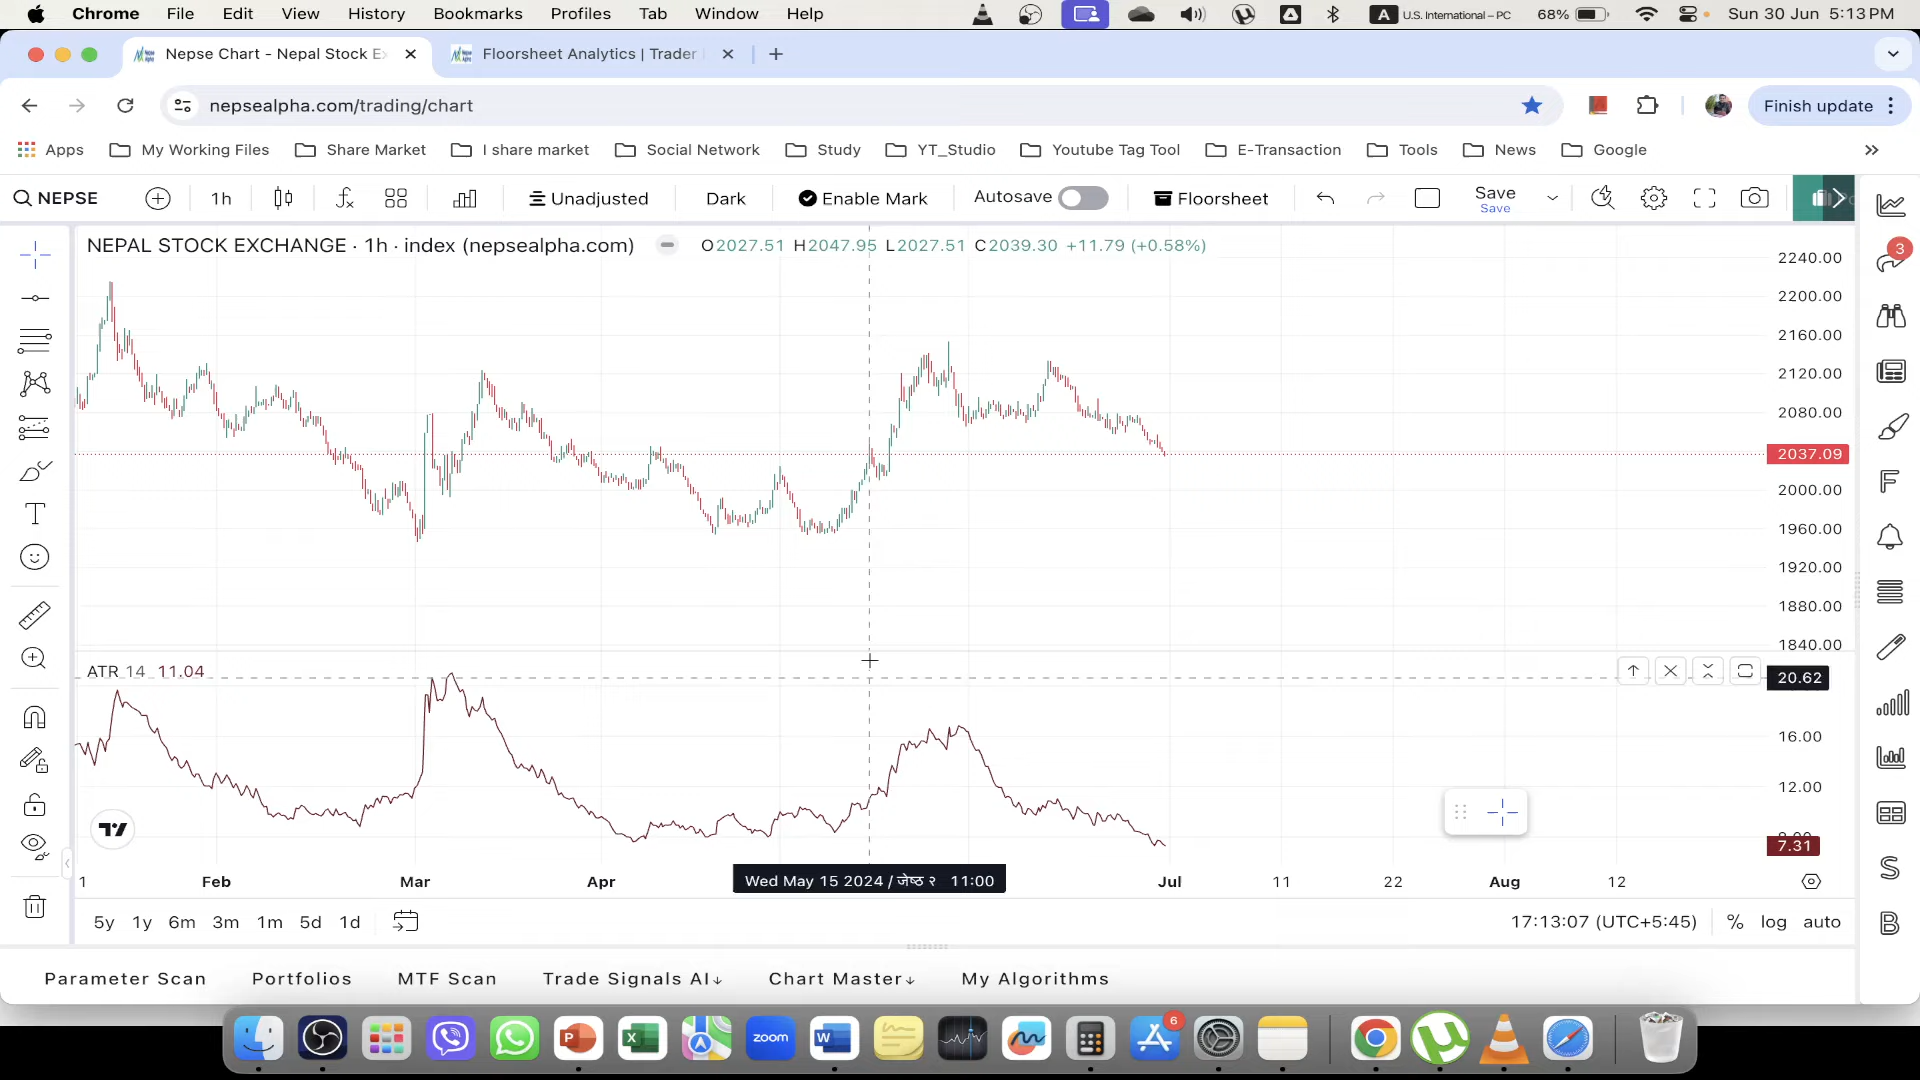 Chrome File Edit View History Bookmarks Profiles Tab Window Help A U.S. International – PC 68% Sun 30 Jun 5:13 PM
Nepse Chart - Nepal Stock Ex Floorsheet Analytics | Trader
nepsealpha.com/trading/chart Finish update
Apps My Working Files Share Market I share market Social Network Study YT_Studio Youtube Tag Tool E-Transaction Tools News Google
NEPSE 1h Unadjusted Dark Enable Mark Autosave Floorsheet Save
Save
NEPAL STOCK EXCHANGE · 1h · index (nepsealpha.com) O2027.51 H2047.95 L2027.51 C2039.30 +11.79 (+0.58%)
3
2240.00
2200.00
2160.00
2120.00
2080.00
2037.09
2000.00
1960.00
1920.00
1880.00
1840.00
ATR 14 11.04
20.62
16.00
12.00
8.00
7.31
1 Feb Mar Apr Wed May 15 2024 / जेष्ठ २ 11:00 Jul 11 22 Aug 12
5y 1y 6m 3m 1m 5d 1d 17:13:07 (UTC+5:45) % log auto
Parameter Scan Portfolios MTF Scan Trade Signals AI↓ Chart Master↓ My Algorithms
F
S
B
T
zoom
P
X
W
6